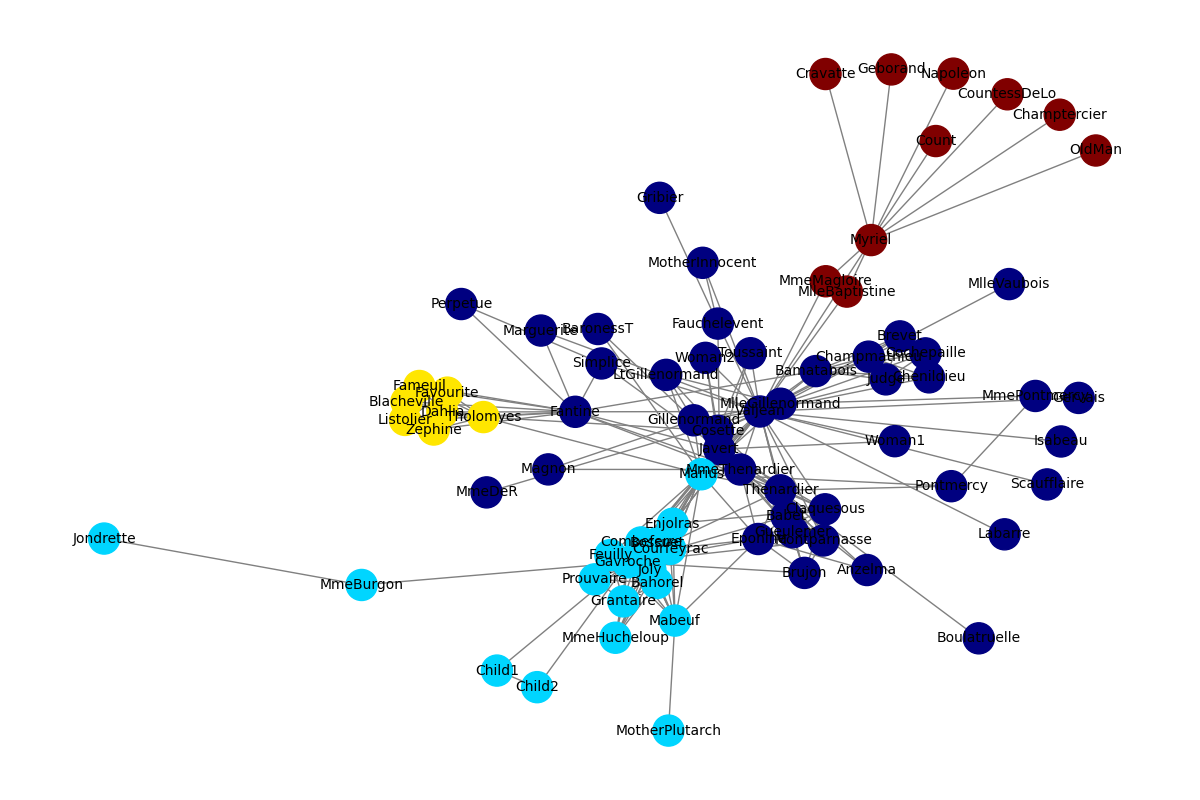 Cravatte
Geborand
Napoleon
CountessDeLo
Champtercier
Count
OldMan
Gribier
Myriel
MotherInnocent
MmeMagloire
MlleBaptistine
MlleVaubois
Perpetue
Marguerite
BaronessT
Fauchelevent
Brevet
Simplice
Woman2
Toussaint
Champmathieu
Cochepaille
LtGillenormand
Bamatabois
Judge
Chenildieu
Fameuil
Favourite
Blacheville
Dahlia
Tholomyes
Listolier
Zephine
Fantine
MlleGillenormand
Valjean
Gillenormand
Cosette
MmePontmercy
Gervais
Javert
Woman1
Isabeau
Magnon
Marius
MmeThenardier
MmeDeR
Thenardier
Pontmercy
Scaufflaire
Claquesous
Babet
Gueulemer
Montparnasse
Eponine
Labarre
Jondrette
Enjolras
Combeferre
Bossuet
Courfeyrac
Feuilly
Gavroche
Joly
Prouvaire
Bahorel
Brujon
Anzelma
MmeBurgon
Grantaire
Mabeuf
MmeHucheloup
Boulatruelle
Child1
Child2
MotherPlutarch